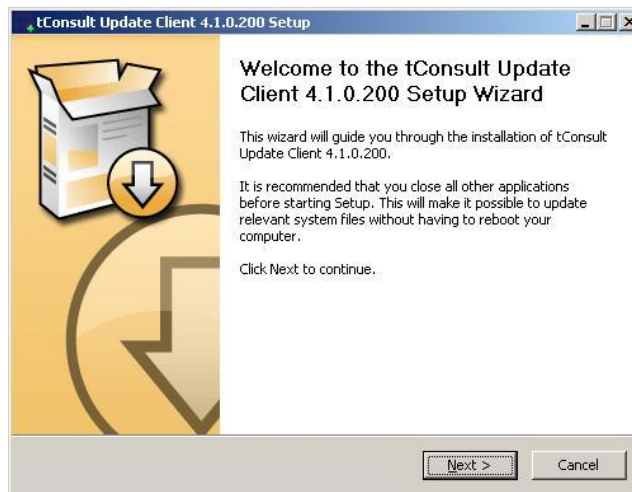 tConsult Update Client 4.1.0.200 Setup
Welcome to the tConsult Update
Client 4.1.0.200 Setup Wizard
This wizard will guide you through the installation of tConsult
Update Client 4.1.0.200.
It is recommended that you close all other applications
before starting Setup. This will make it possible to update
relevant system files without having to reboot your
computer.
Click Next to continue.
Next >
Cancel